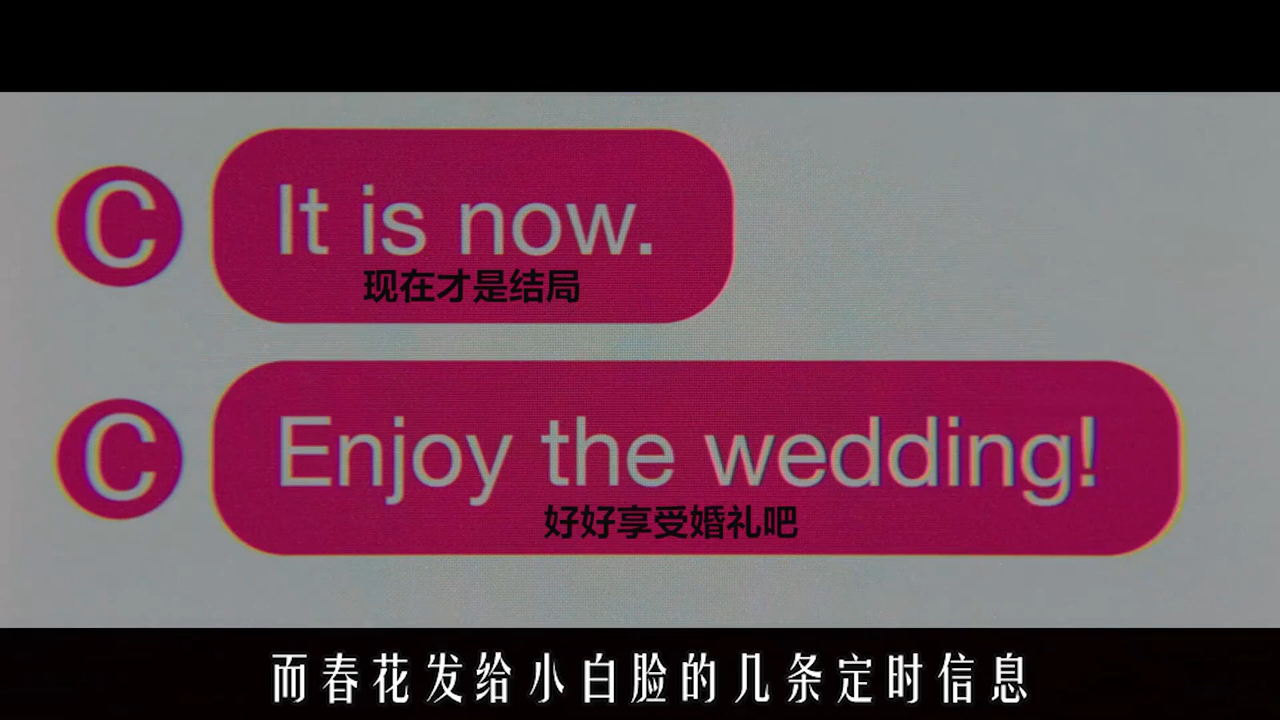 C
It is now.
现在才是结局
C
Enjoy the wedding!
好好享受婚礼吧
而春花发给小白脸的几条定时信息